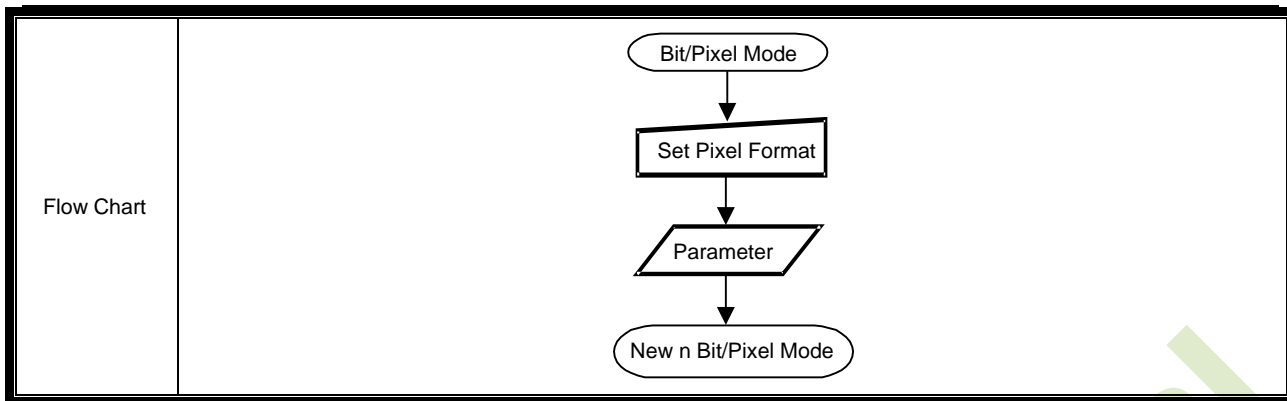 Flow Chart
Bit/Pixel Mode
Set Pixel Format
Parameter
New n Bit/Pixel Mode